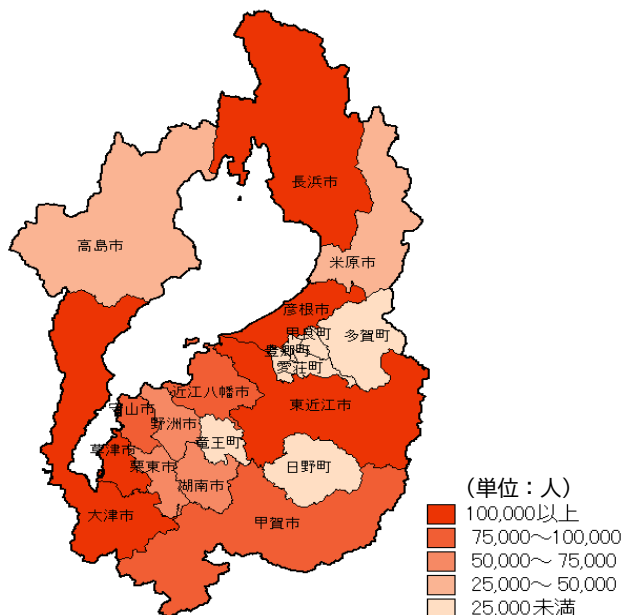 長浜市
高島市
米原市
彦根市
甲良町
多賀町
豊郷町
愛荘町
近江八幡市
東近江市
守山市
野洲市
竜王町
草津市
栗東市
日野町
湖南市
大津市
甲賀市
(単位:人)
100,000以上
75,000~100,000
50,000~ 75,000
25,000~ 50,000
25,000未満